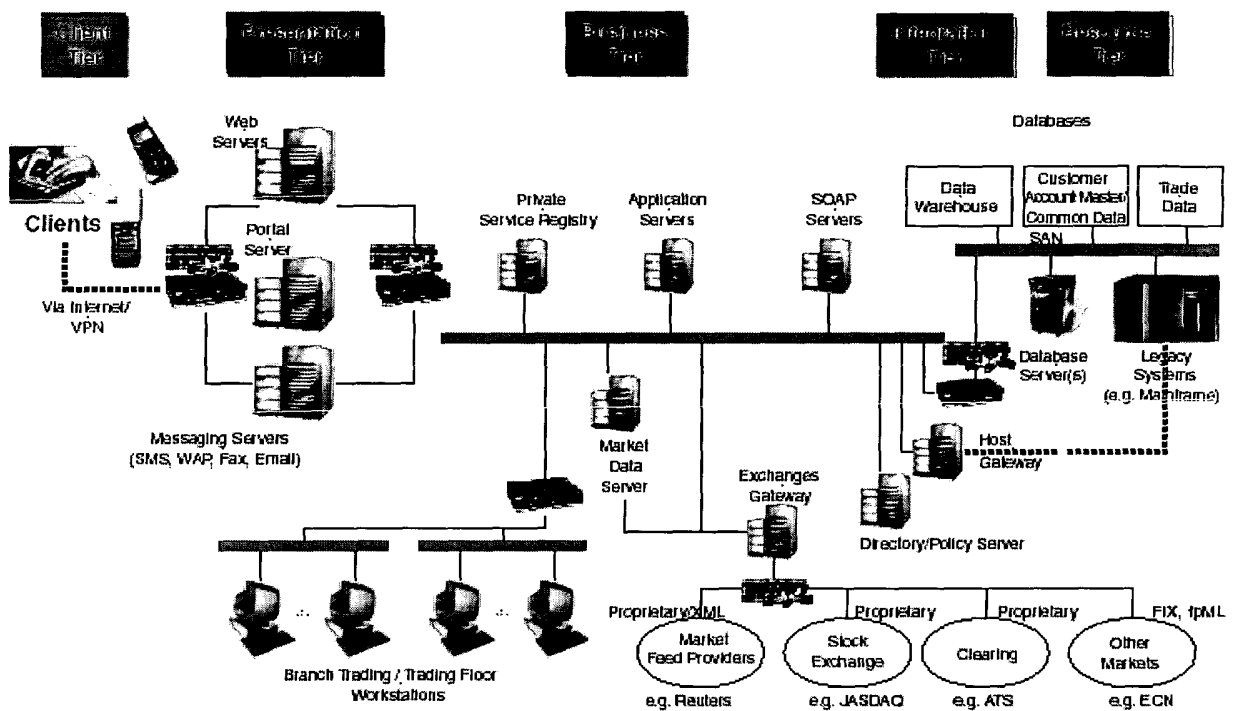 Client
Tier
Presentation
Tier
Business
Tier
Tier
Resource
Tier
Databases
Web
Servers
Clients
Portal
Server
Via Internet/
VPN
Messaging Servers
(SMS, WAP, Fax, Email)
Private
Service Registry
Application
Servers
SOAP
Servers
Data
Warehouse
Customer
Account Master/
Common Data
Trade
Data
SAN
Database
Server(s)
Legacy
Systems
(e.g. Mainframe)
Host
Gateway
Market
Data
Server
Exchanges
Gateway
Directory/Policy Server
Branch Trading / Trading Floor
Workstations
Proprietary/XML
Proprietary
Proprietary
FIX, fpML
Market
Feed Providers
Stock
Exchange
Clearing
Other
Markets
e.g. Reuters
e.g. JASDAQ
e.g. ATS
e.g. ECN